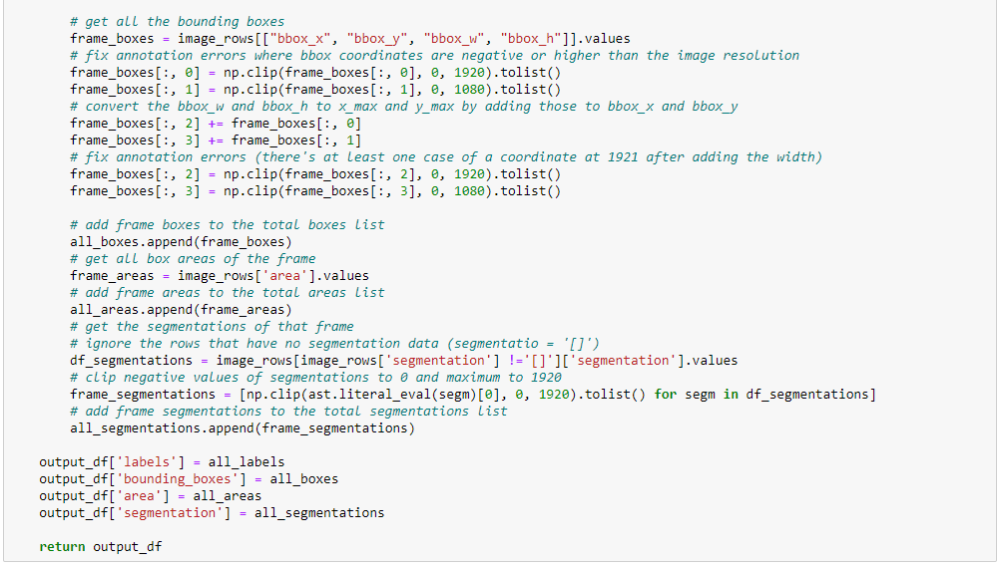 # get all the bounding boxes
frame_boxes = image_rows[["bbox_x", "bbox_y", "bbox_w", "bbox_h"]].values
# fix annotation errors where bbox coordinates are negative or higher than the image resolution
frame_boxes[:, 0] = np.clip(frame_boxes[:, 0], 0, 1920).tolist()
frame_boxes[:, 1] = np.clip(frame_boxes[:, 1], 0, 1080).tolist()
# convert the bbox_w and bbox_h to x_max and y_max by adding those to bbox_x and bbox_y
frame_boxes[:, 2] += frame_boxes[:, 0]
frame_boxes[:, 3] += frame_boxes[:, 1]
# fix annotation errors (there's at least one case of a coordinate at 1921 after adding the width)
frame_boxes[:, 2] = np.clip(frame_boxes[:, 2], 0, 1920).tolist()
frame_boxes[:, 3] = np.clip(frame_boxes[:, 3], 0, 1080).tolist()
# add frame boxes to the total boxes list
all_boxes.append(frame_boxes)
# get all box areas of the frame
frame_areas = image_rows['area'].values
# add frame areas to the total areas list
all_areas.append(frame_areas)
# get the segmentations of that frame
# ignore the rows that have no segmentation data (segmentatio = '[]')
df_segmentations = image_rows[image_rows['segmentation'] !='[]']['segmentation'].values
# clip negative values of segmentations to 0 and maximum to 1920
frame_segmentations = [np.clip(ast.literal_eval(segm)[0], 0, 1920).tolist() for segm in df_segmentations]
# add frame segmentations to the total segmentations list
all_segmentations.append(frame_segmentations)
output_df['labels'] = all_labels
output_df['bounding_boxes'] = all_boxes
output_df['area'] = all_areas
output_df['segmentation'] = all_segmentations
return output_df